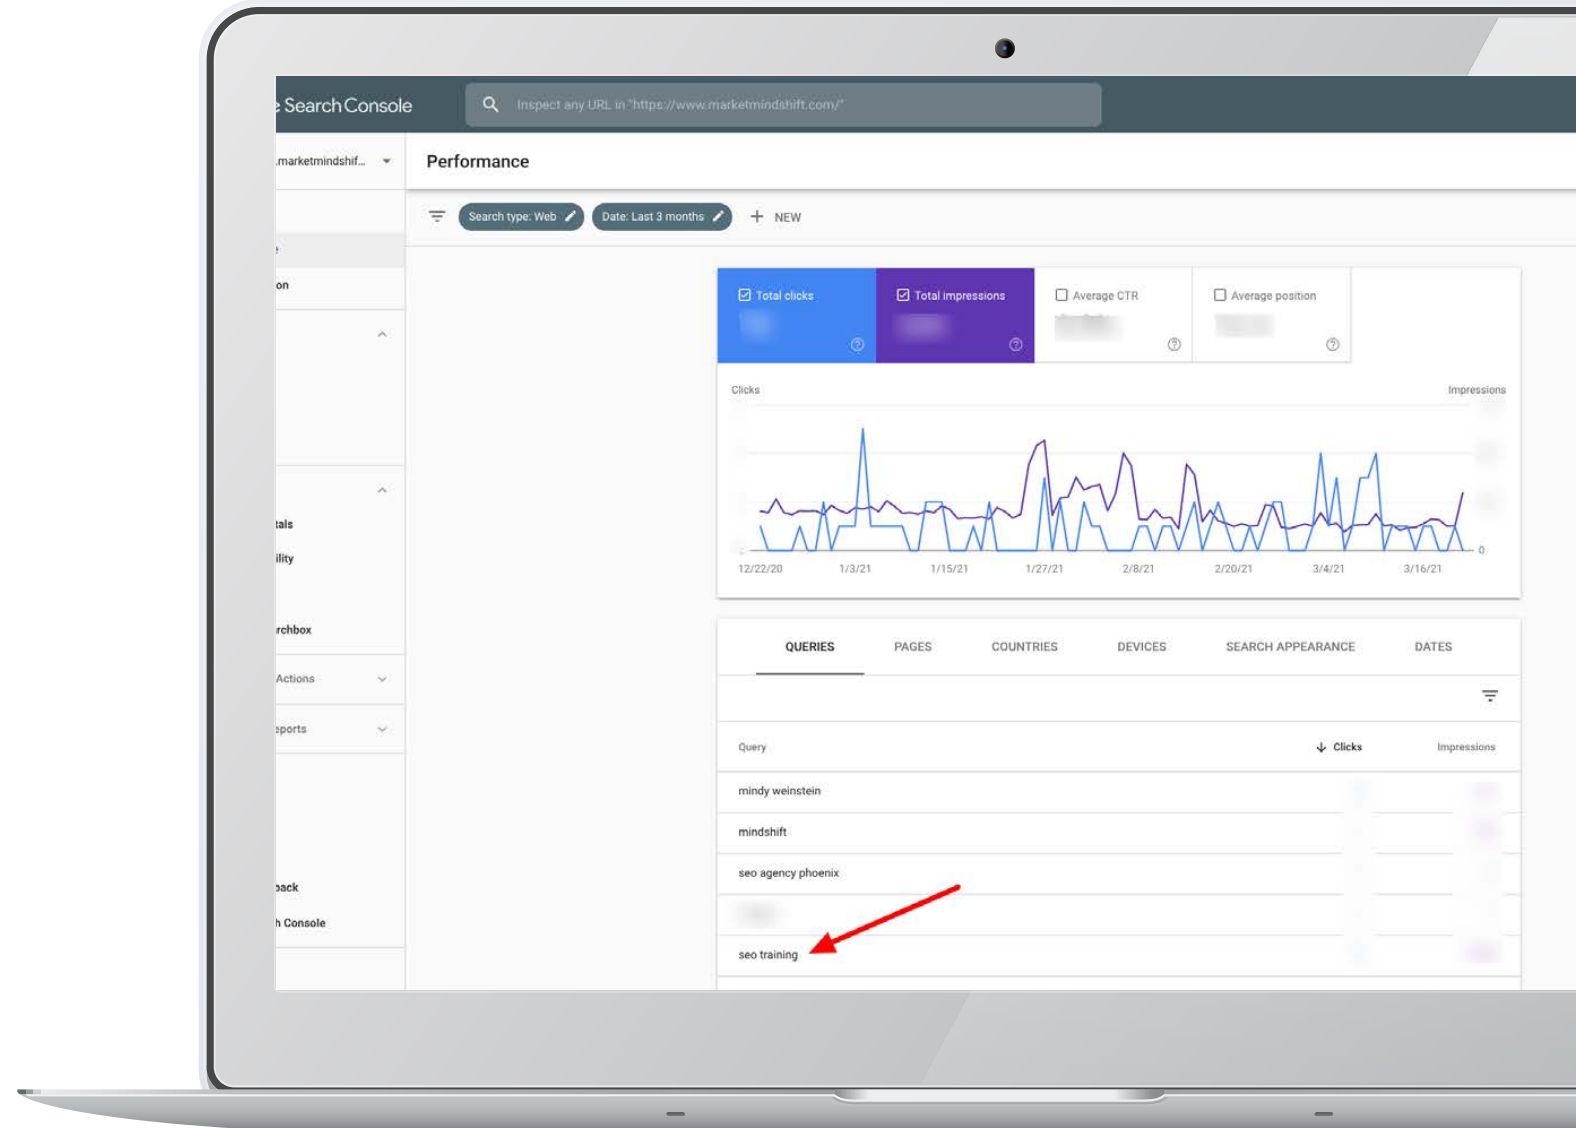 Search Console
Inspect any URL in "https://www.marketmindshift.com/"
.marketmindshif...
Performance
Search type: Web
Date: Last 3 months
NEW
on
Total clicks
Total impressions
Average CTR
Average position
Clicks
Impressions
0
12/22/20
1/3/21
1/15/21
1/27/21
2/8/21
2/20/21
3/4/21
3/16/21
tals
ility
rchbox
Actions
eports
QUERIES
PAGES
COUNTRIES
DEVICES
SEARCH APPEARANCE
DATES
Query
Clicks
Impressions
mindy weinstein
mindshift
seo agency phoenix
back
h Console
seo training